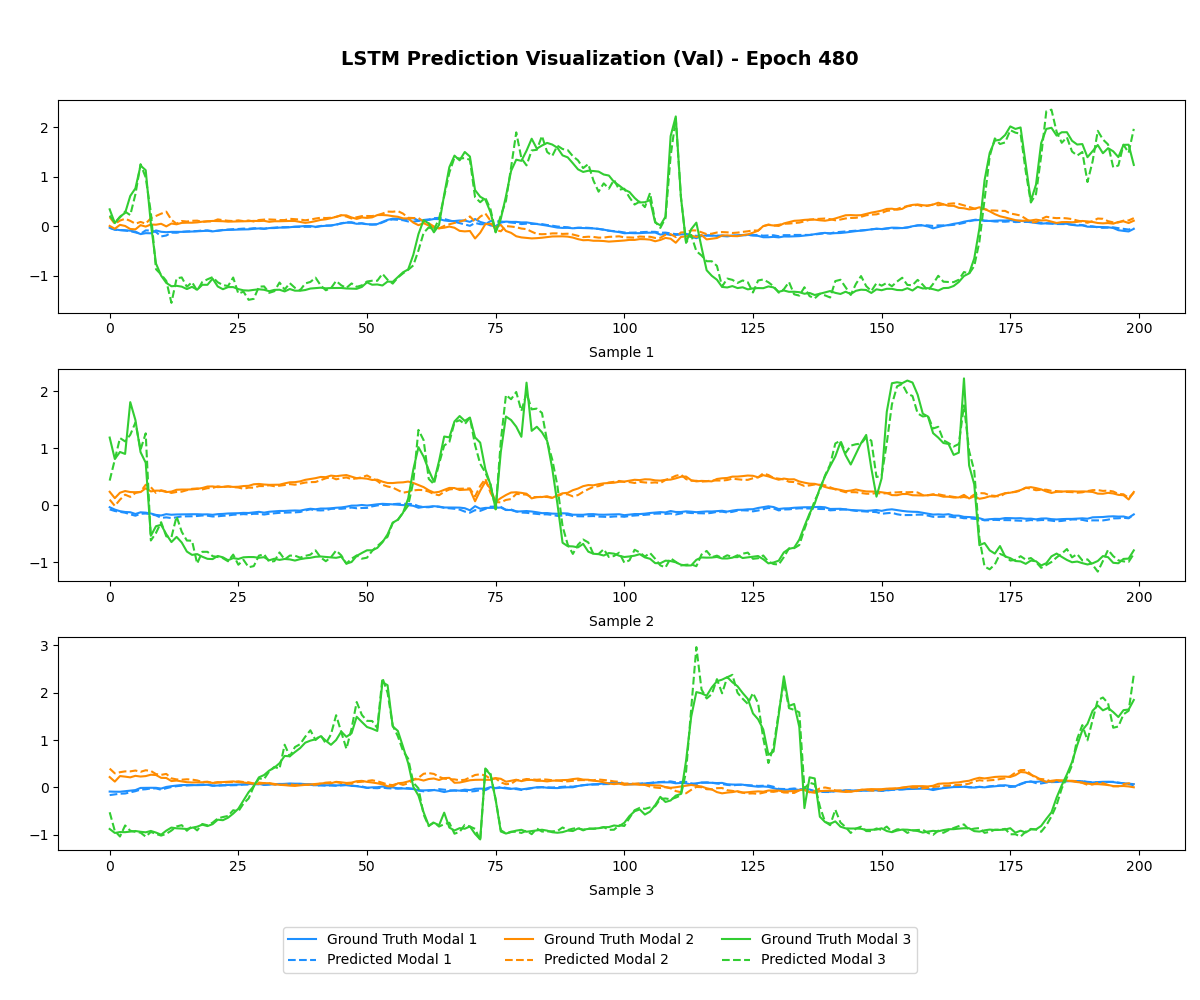 LSTM Prediction Visualization (Val) - Epoch 480
2
1
0
−1
0 25 50 75 100 125 150 175 200
Sample 1
2
1
0
−1
0 25 50 75 100 125 150 175 200
Sample 2
3
2
1
0
−1
0 25 50 75 100 125 150 175 200
Sample 3
Ground Truth Modal 1 Ground Truth Modal 2 Ground Truth Modal 3
Predicted Modal 1 Predicted Modal 2 Predicted Modal 3